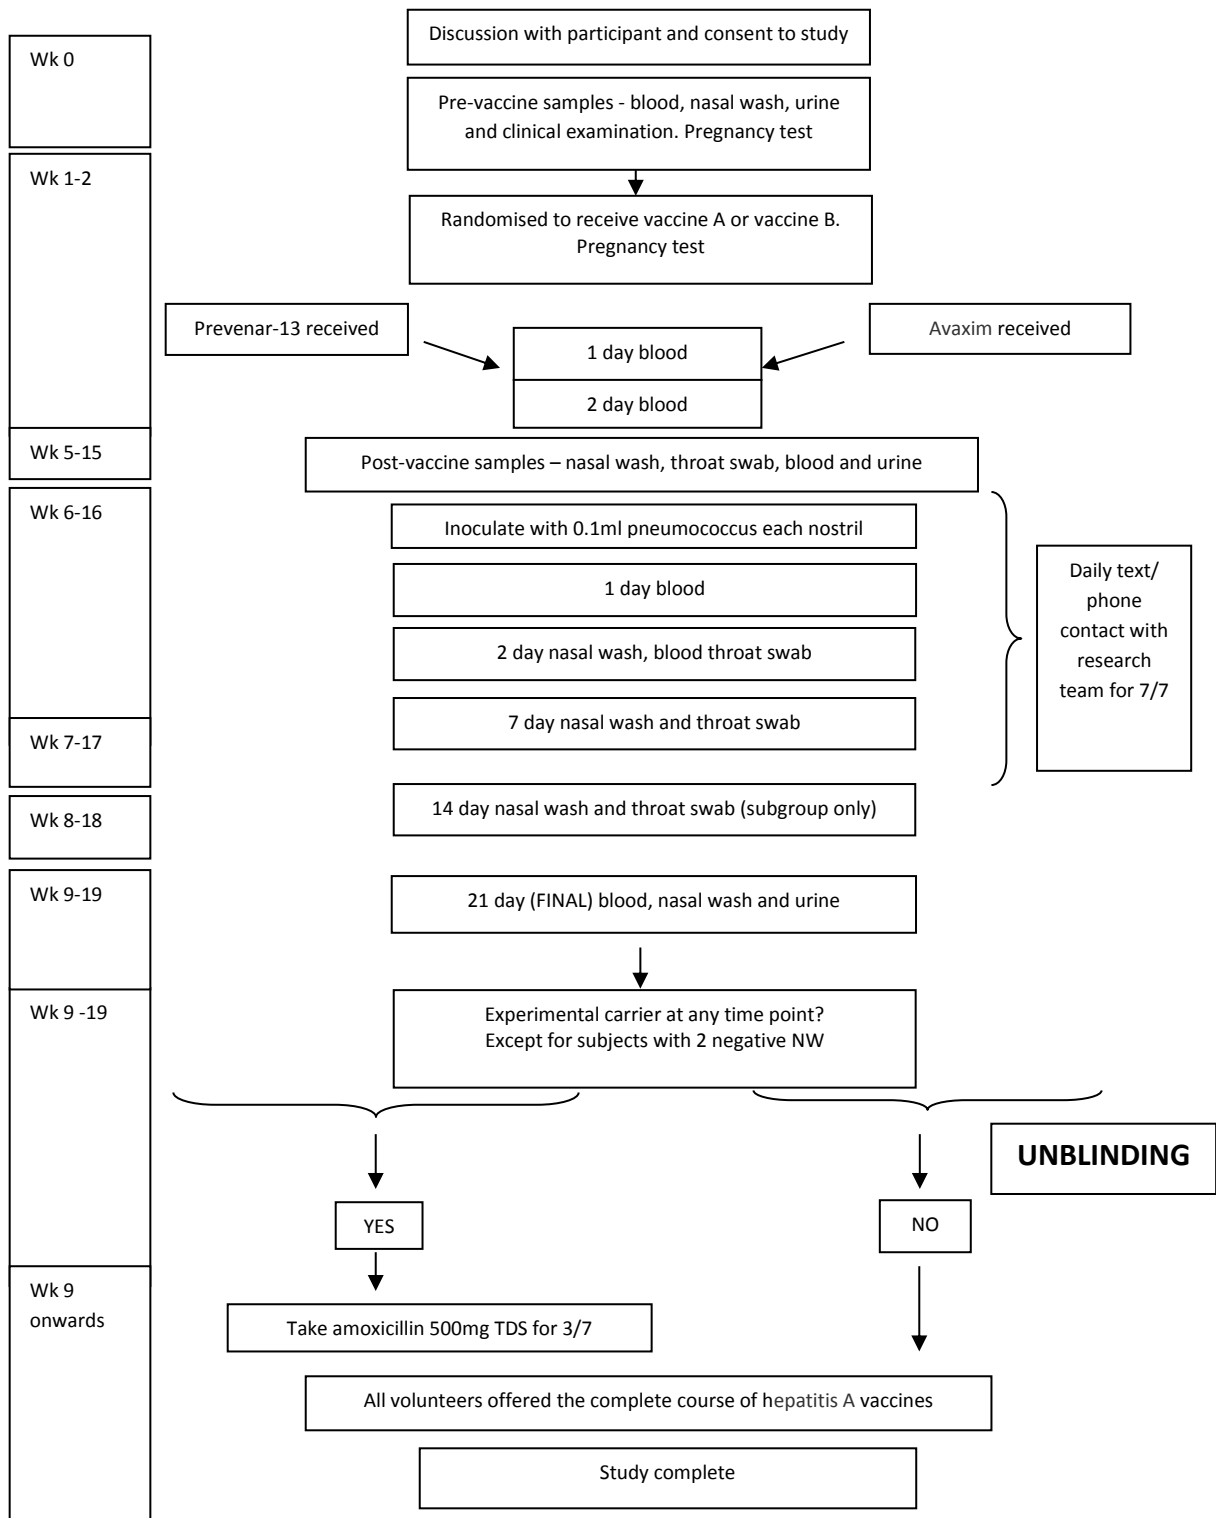 Discussion with participant and consent to study
Wk 0
Pre-vaccine samples - blood, nasal wash, urine
and clinical examination. Pregnancy test
Wk 1-2
Randomised to receive vaccine A or vaccine B.
Pregnancy test
Prevenar-13 received
Avaxim received
1 day blood
2 day blood
Wk 5-15
Post-vaccine samples – nasal wash, throat swab, blood and urine
Wk 6-16
Inoculate with 0.1ml pneumococcus each nostril
1 day blood
2 day nasal wash, blood throat swab
7 day nasal wash and throat swab
Daily text/
phone
contact with
research
team for 7/7
Wk 7-17
14 day nasal wash and throat swab (subgroup only)
Wk 8-18
Wk 9-19
21 day (FINAL) blood, nasal wash and urine
Wk 9 -19
Experimental carrier at any time point?
Except for subjects with 2 negative NW
UNBLINDING
YES
NO
Wk 9
onwards
Take amoxicillin 500mg TDS for 3/7
All volunteers offered the complete course of hepatitis A vaccines
Study complete